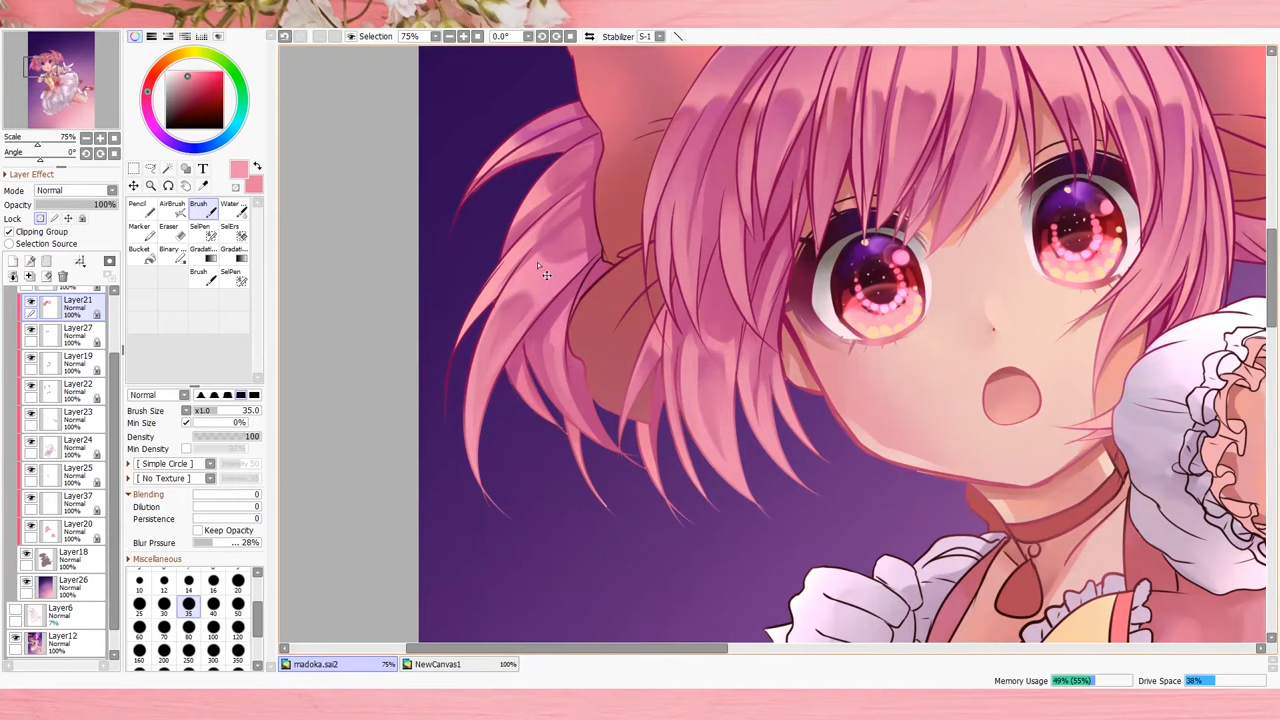 Selection 75% 0.0° Stabilizer S-1
Scale 75%
Angle 0°
Layer Effect
Mode Normal
Opacity 100%
Lock
Clipping Group
Selection Source
100%
Layer21
Normal
100%
Layer27
Normal
100%
Layer19
Normal
100%
Layer22
Normal
100%
Layer23
Normal
100%
Layer24
Normal
100%
Layer25
Normal
100%
Layer37
Normal
100%
Layer20
Normal
100%
Layer18
Normal
100%
Layer26
Normal
100%
Layer6
Normal
7%
Layer12
Normal
100%
T
Pencil AirBrush Brush Water ...
Marker Eraser SelPen SelErs
Bucket Binary ... Gradati... Gradati...
Brush SelPen
Normal
Brush Size x1.0 35.0
Min Size 0%
Density 100
Min Density
[ Simple Circle ]
[ No Texture ]
Blending 0
Dilution 0
Persistence 0
Keep Opacity
Blur Prssure ... 28%
Miscellaneous
10 12 14 16 20
25 30 35 40 50
60 70 80 100 120
160 200 250 300 350
madoka.sai2 75% NewCanvas1 100%
Memory Usage 49% (55%) Drive Space 38%